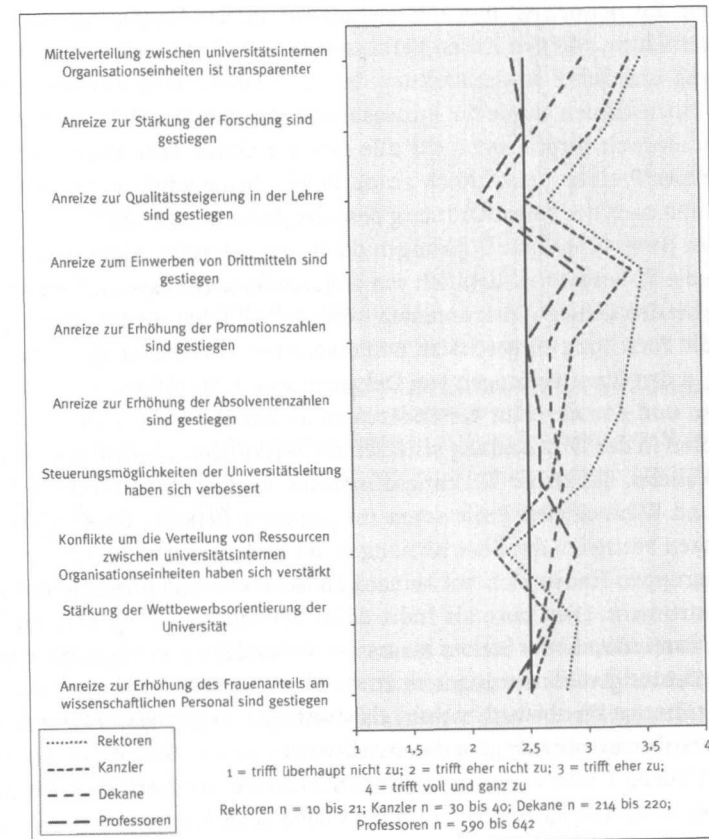 Mittelverteilung zwischen universitätsinternen
Organisationseinheiten ist transparenter
Anreize zur Stärkung der Forschung sind
gestiegen
Anreize zur Qualitätssteigerung in der Lehre
sind gestiegen
Anreize zum Einwerben von Drittmitteln sind
gestiegen
Anreize zur Erhöhung der Promotionszahlen
sind gestiegen
Anreize zur Erhöhung der Absolventenzahlen
sind gestiegen
Steuerungsmöglichkeiten der Universitätsleitung
haben sich verbessert
Konflikte um die Verteilung von Ressourcen
zwischen universitätsinternen
Organisationseinheiten haben sich verstärkt
Stärkung der Wettbewerbsorientierung der
Universität
Anreize zur Erhöhung des Frauenanteils am
wissenschaftlichen Personal sind gestiegen
1 2 2,5 3 3,5 4
Rektoren
Kanzler
Dekane
Professoren
1 = trifft überhaupt nicht zu; 2 = trifft eher nicht zu; 3 = trifft eher zu;
4 = trifft voll und ganz zu
Rektoren n = 10 bis 21; Kanzler n = 30 bis 40; Dekane n = 214 bis 220;
Professoren n = 590 bis 642